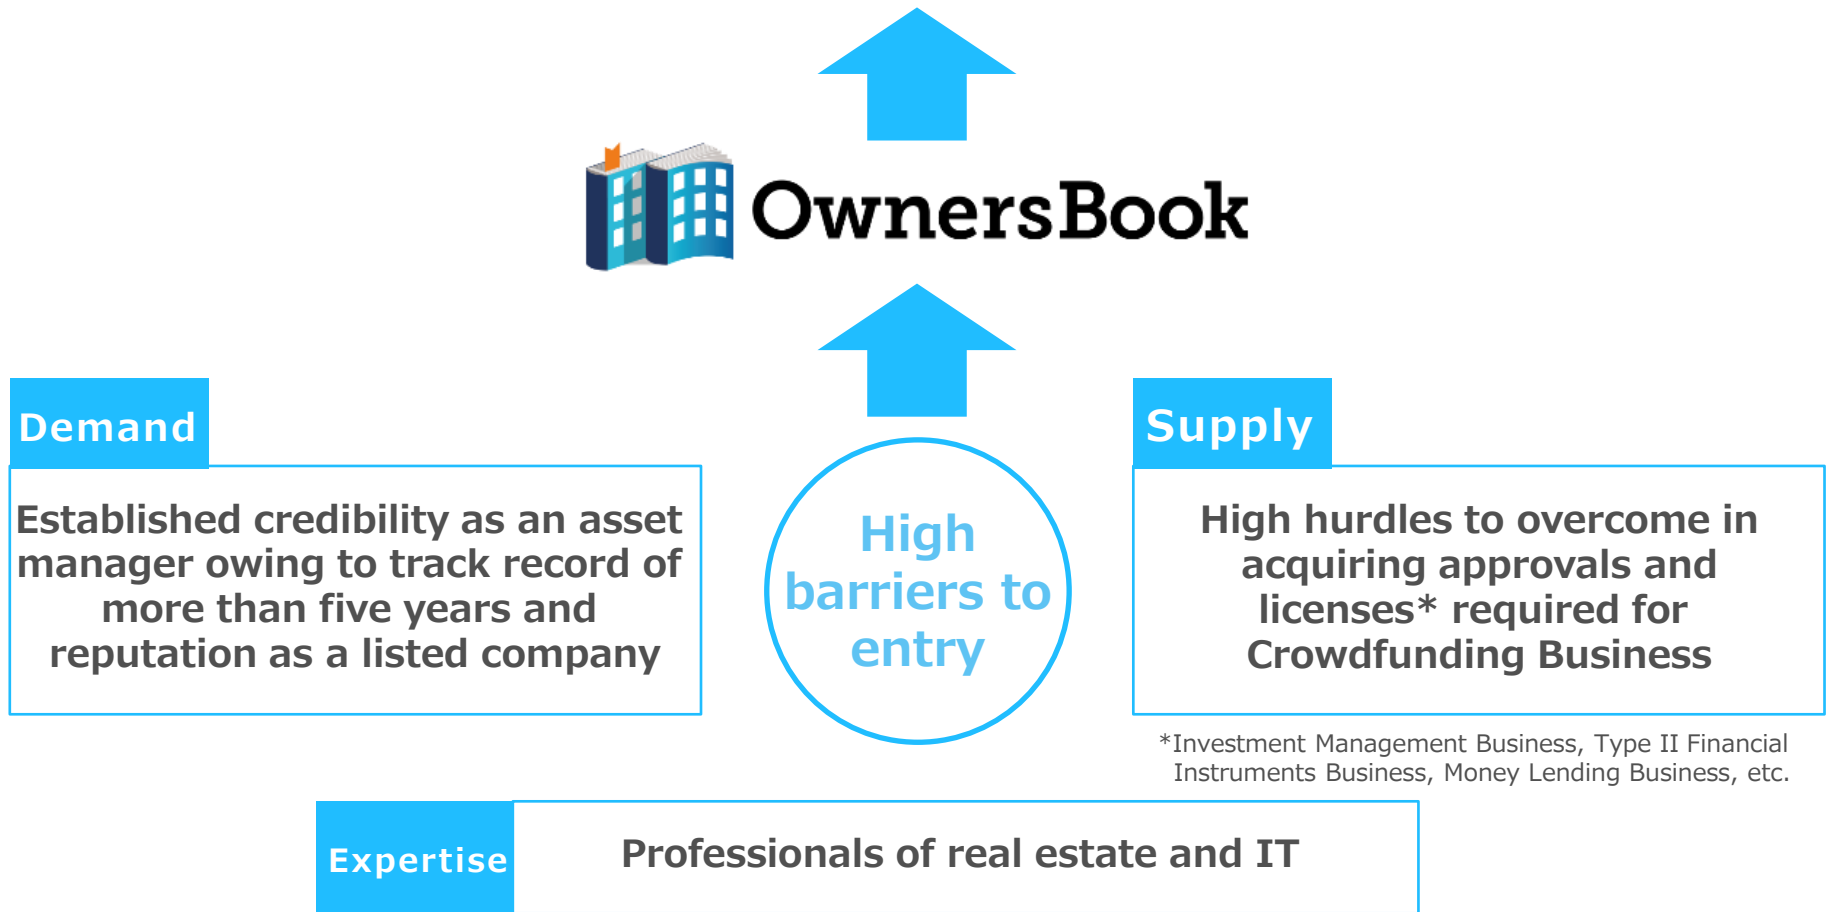 OwnersBook
Demand
Established credibility as an asset
manager owing to track record of
more than five years and
reputation as a listed company
High
barriers to
entry
Supply
High hurdles to overcome in
acquiring approvals and
licenses* required for
Crowdfunding Business
*Investment Management Business, Type II Financial
Instruments Business, Money Lending Business, etc.
Expertise
Professionals of real estate and IT